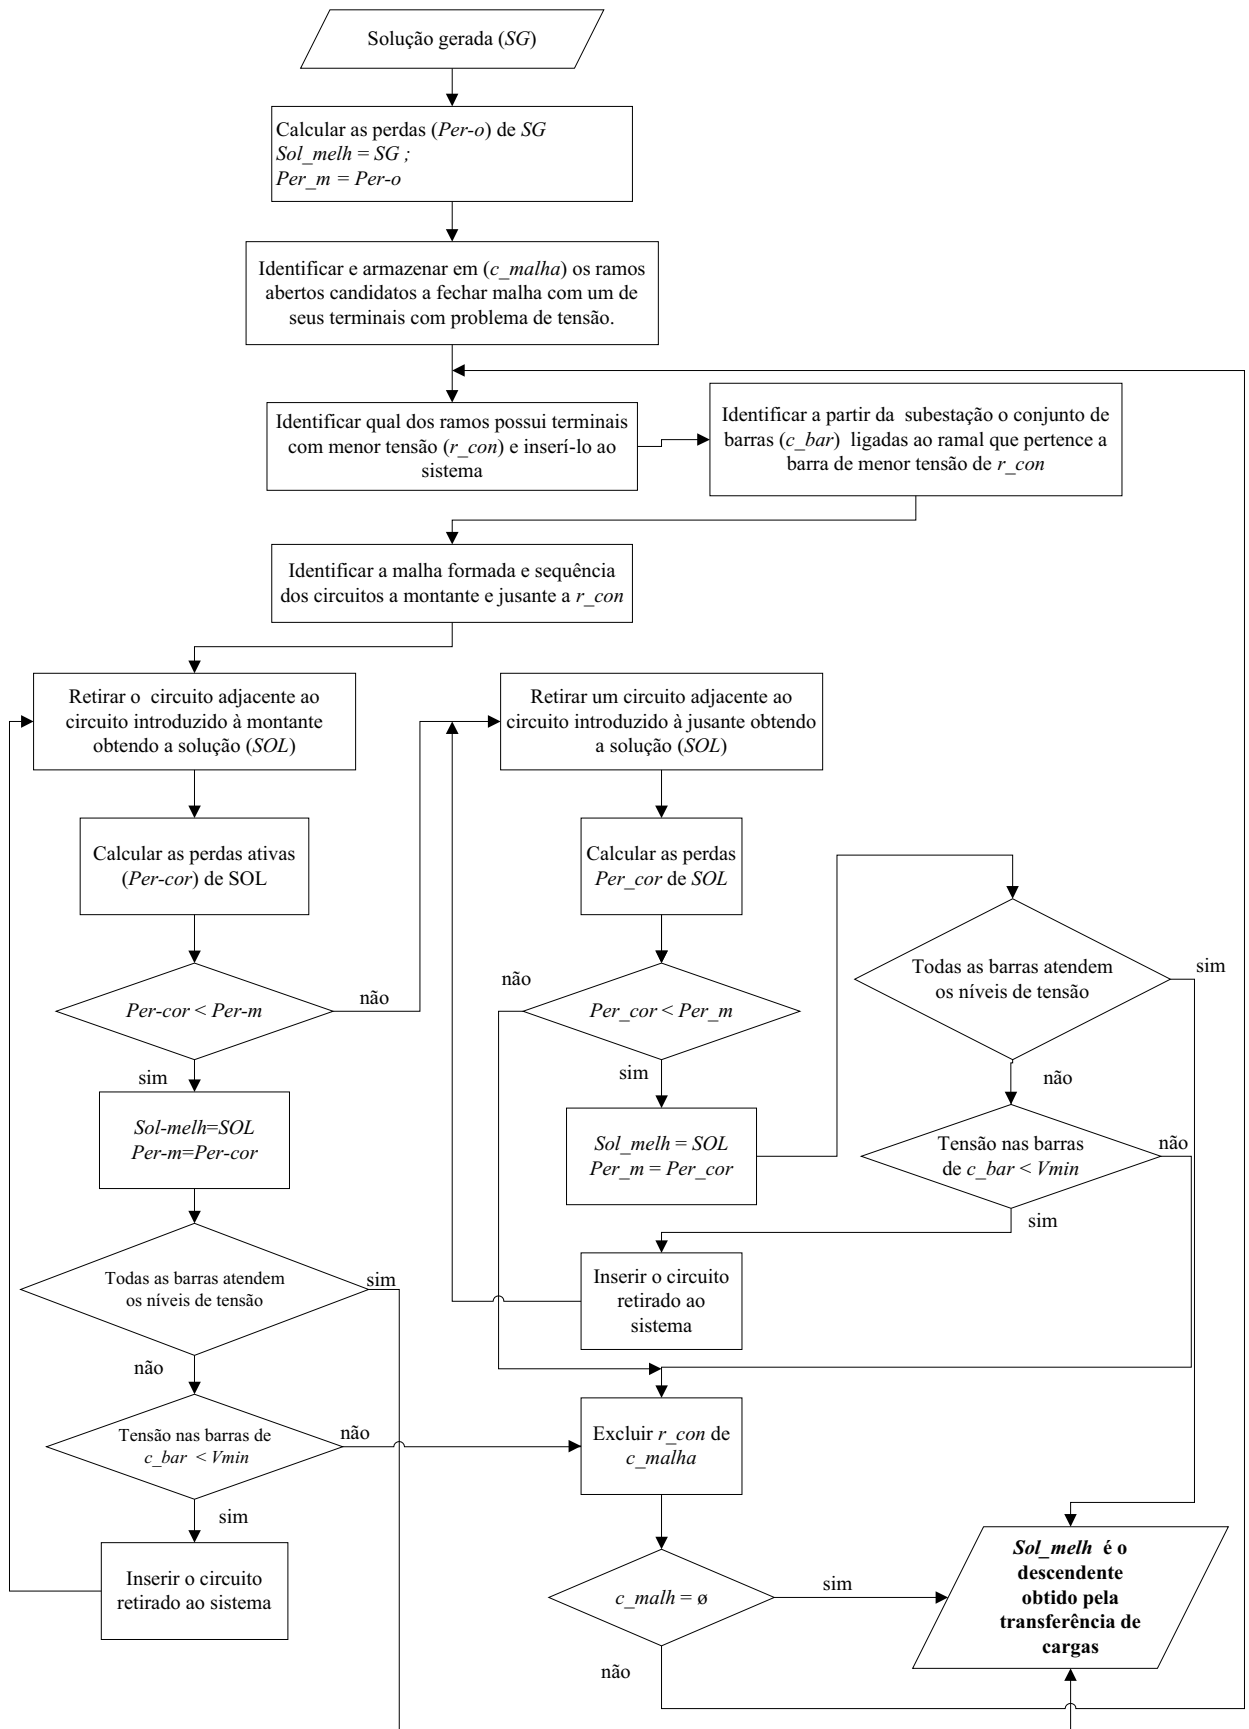 Solução gerada (SG)
Calcular as perdas (Per-o) de SG
Sol_melh = SG ;
Per_m = Per-o
Identificar e armazenar em (c_malha) os ramos
abertos candidatos a fechar malha com um de
seus terminais com problema de tensão.
Identificar qual dos ramos possui terminais
com menor tensão (r_con) e inserí-lo ao
sistema
Identificar a partir da subestação o conjunto de
barras (c_bar) ligadas ao ramal que pertence a
barra de menor tensão de r_con
Identificar a malha formada e sequência
dos circuitos a montante e jusante a r_con
Retirar o circuito adjacente ao
circuito introduzido à montante
obtendo a solução (SOL)
Retirar um circuito adjacente ao
circuito introduzido à jusante obtendo
a solução (SOL)
Calcular as perdas ativas
(Per-cor) de SOL
Calcular as perdas
Per_cor de SOL
Per-cor < Per-m
não
sim
Per_cor < Per_m
não
sim
Todas as barras atendem
os níveis de tensão
sim
não
Sol-melh=SOL
Per-m=Per-cor
Sol_melh = SOL
Per_m = Per_cor
Tensão nas barras
de c_bar < Vmin
não
sim
Todas as barras atendem
os níveis de tensão
sim
não
Inserir o circuito
retirado ao
sistema
Tensão nas barras de
c_bar < Vmin
não
sim
Excluir r_con de
c_malha
Inserir o circuito
retirado ao sistema
c_malh = ø
sim
não
Sol_melh é o
descendente
obtido pela
transferência de
cargas